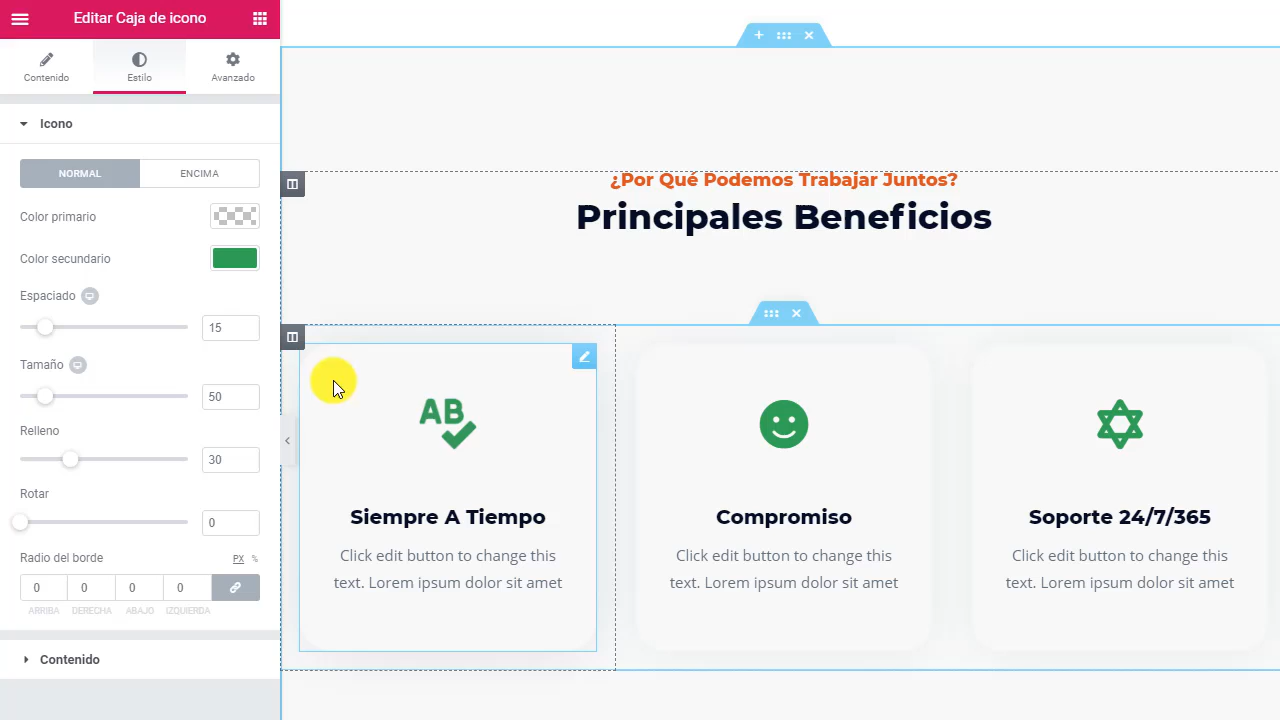 Editar Caja de icono
Contenido
Estilo
Avanzado
Icono
NORMAL
ENCIMA
Color primario
Color secundario
Espaciado
15
Tamaño
50
Relleno
30
Rotar
0
Radio del borde
PX %
0 0 0 0
ARRIBA DERECHA ABAJO IZQUIERDA
Contenido
¿Por Qué Podemos Trabajar Juntos?
Principales Beneficios
AB
Siempre A Tiempo
Click edit button to change this
text. Lorem ipsum dolor sit amet
Compromiso
Click edit button to change this
text. Lorem ipsum dolor sit amet
Soporte 24/7/365
Click edit button to change this
text. Lorem ipsum dolor sit amet